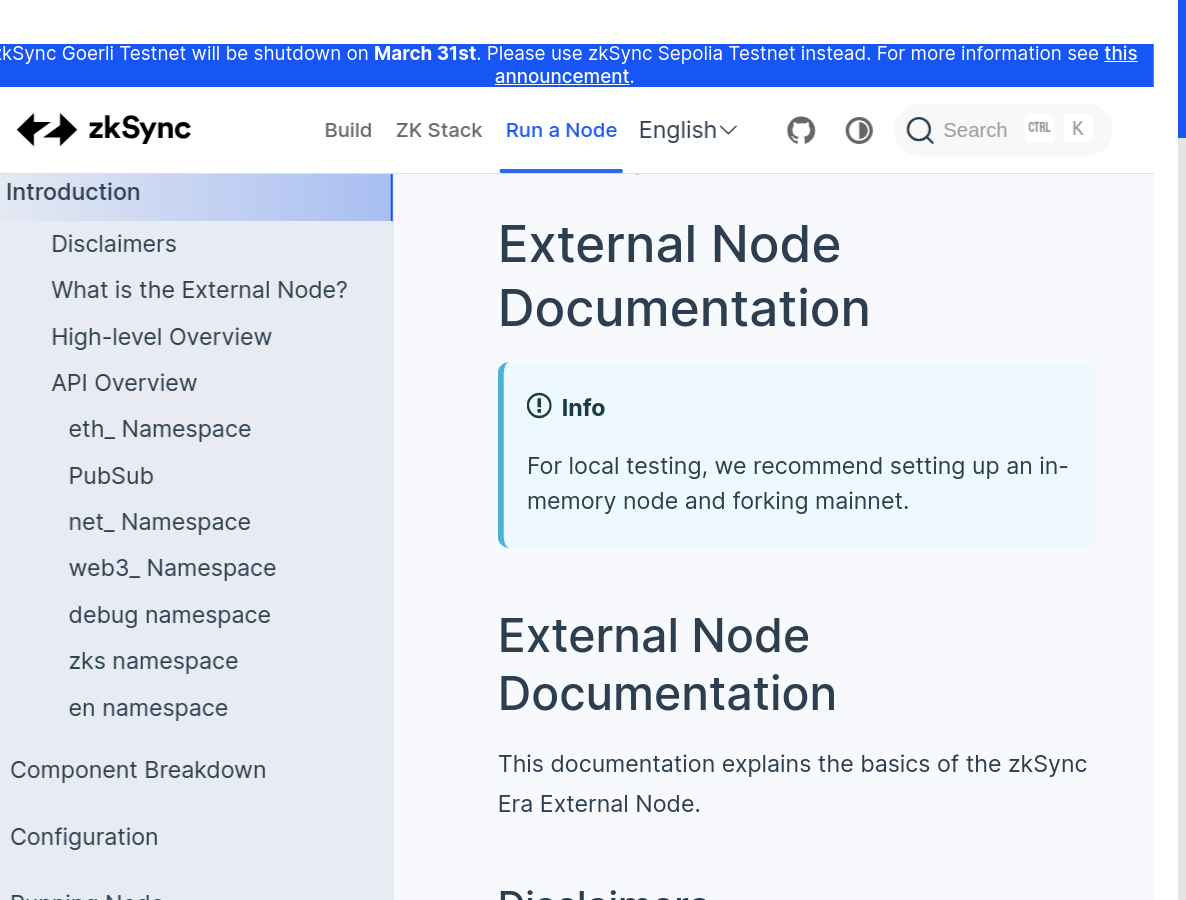 zkSync Goerli Testnet will be shutdown on March 31st. Please use zkSync Sepolia Testnet instead. For more information see this
announcement.
zkSync
Build
ZK Stack
Run a Node
English
Search
CTRL
K
Introduction
Disclaimers
What is the External Node?
High-level Overview
API Overview
eth_ Namespace
PubSub
net_ Namespace
web3_ Namespace
debug namespace
zks namespace
en namespace
Component Breakdown
Configuration
Running Node
External Node
Documentation
Info
For local testing, we recommend setting up an in-
memory node and forking mainnet.
External Node
Documentation
This documentation explains the basics of the zkSync
Era External Node.
Disclaimers